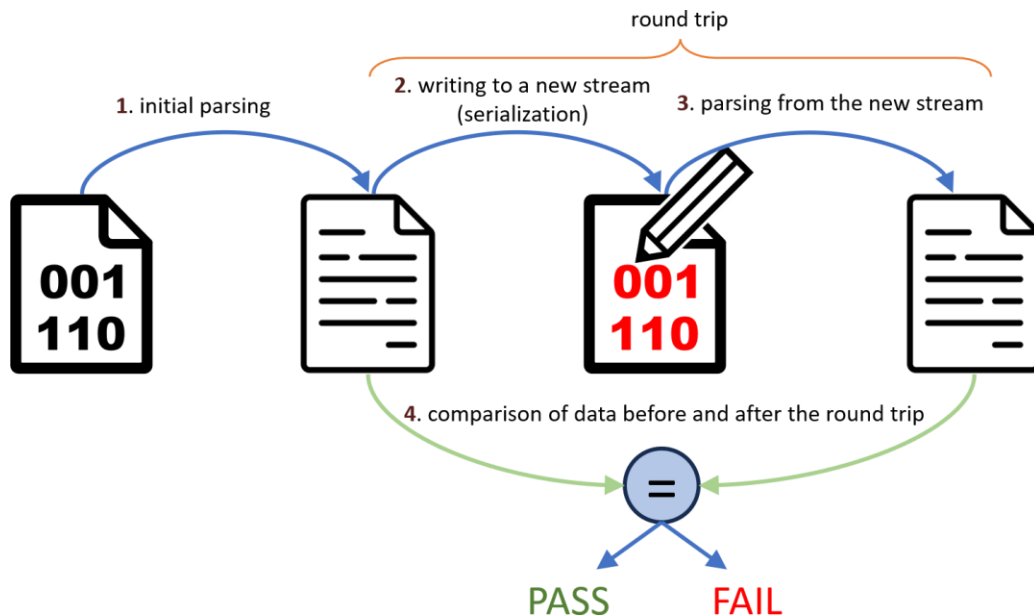 round trip
1. initial parsing
2. writing to a new stream
(serialization)
3. parsing from the new stream
001
110
001
110
4. comparison of data before and after the round trip
=
PASS
FAIL